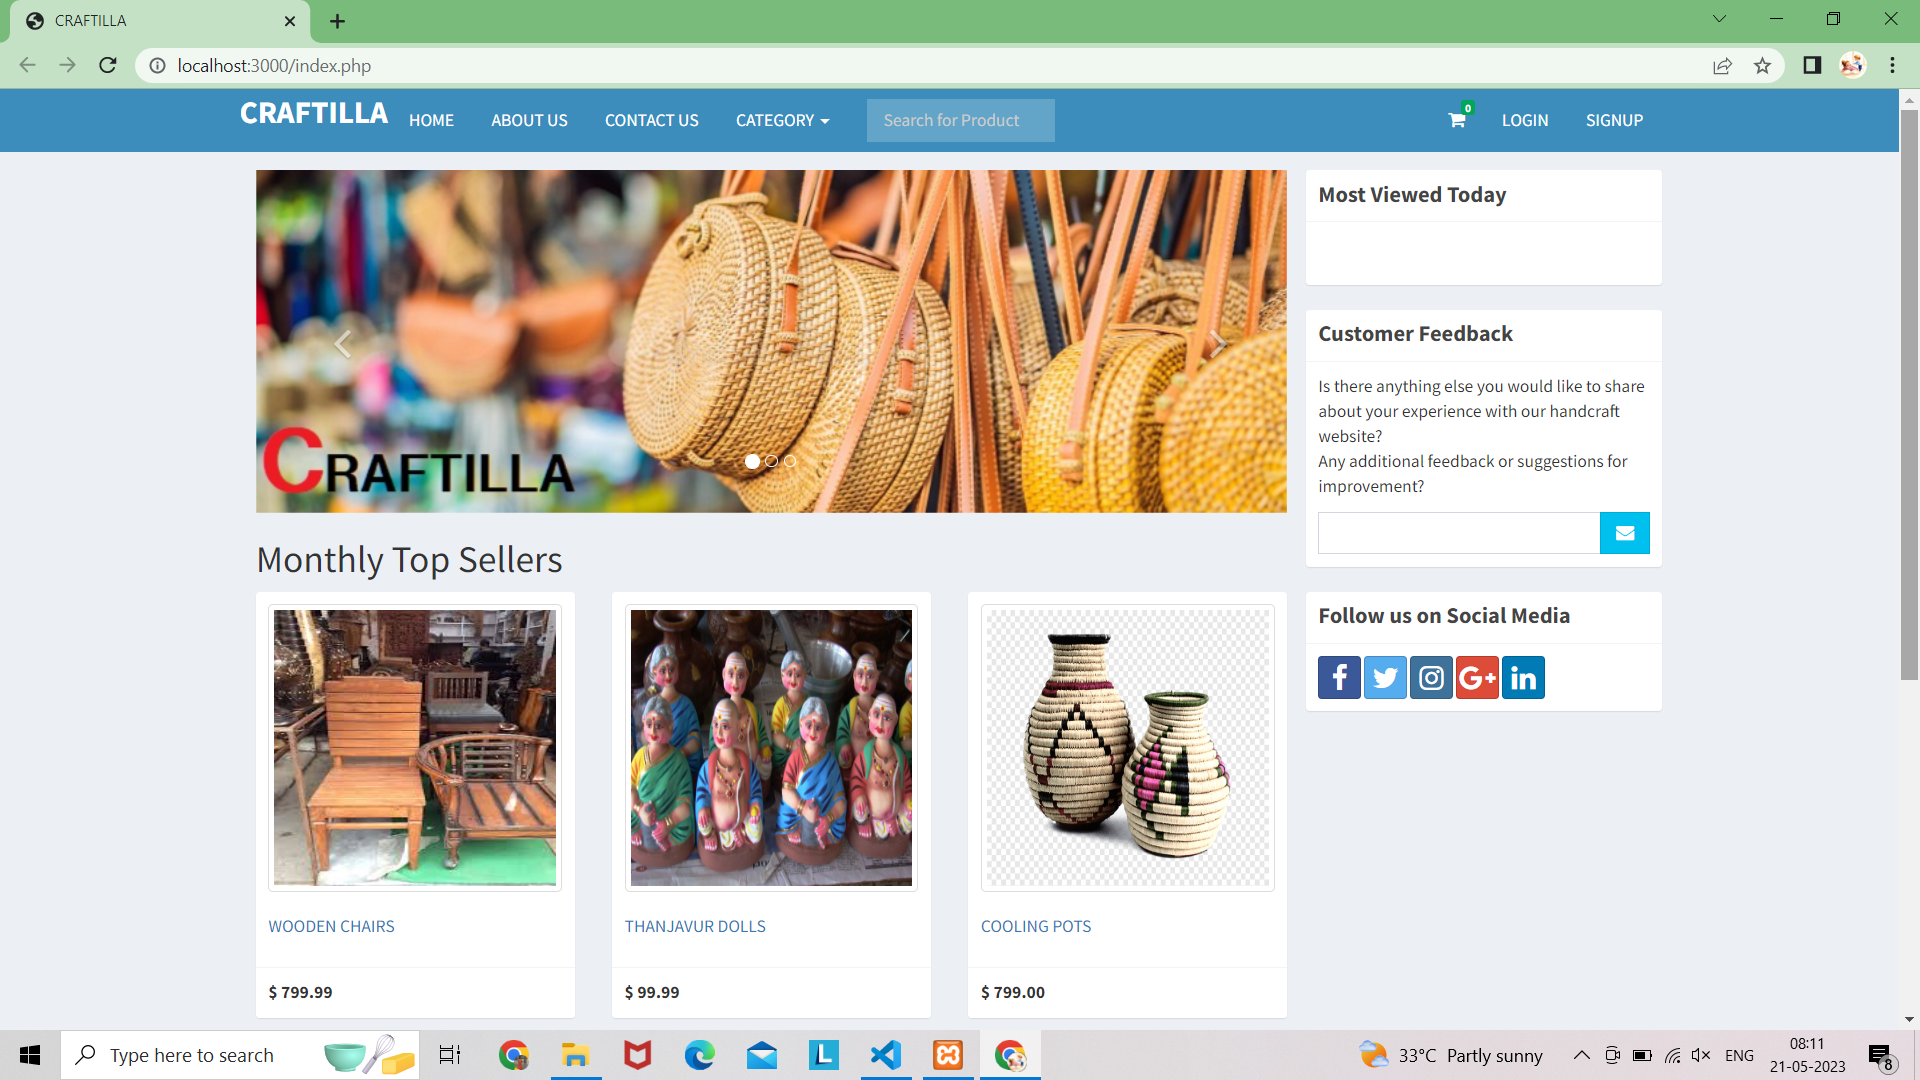 CRAFTILLA
localhost:3000/index.php
CRAFTILLA
HOME
ABOUT US
CONTACT US
CATEGORY
Search for Product
0
LOGIN
SIGNUP
CRAFTILLA
Most Viewed Today
Customer Feedback
Is there anything else you would like to share
about your experience with our handcraft
website?
Any additional feedback or suggestions for
improvement?
Monthly Top Sellers
Follow us on Social Media
WOODEN CHAIRS
THANJAVUR DOLLS
COOLING POTS
$ 799.99
$ 99.99
$ 799.00
Type here to search
33°C Partly sunny
ENG
08:11
21-05-2023
8